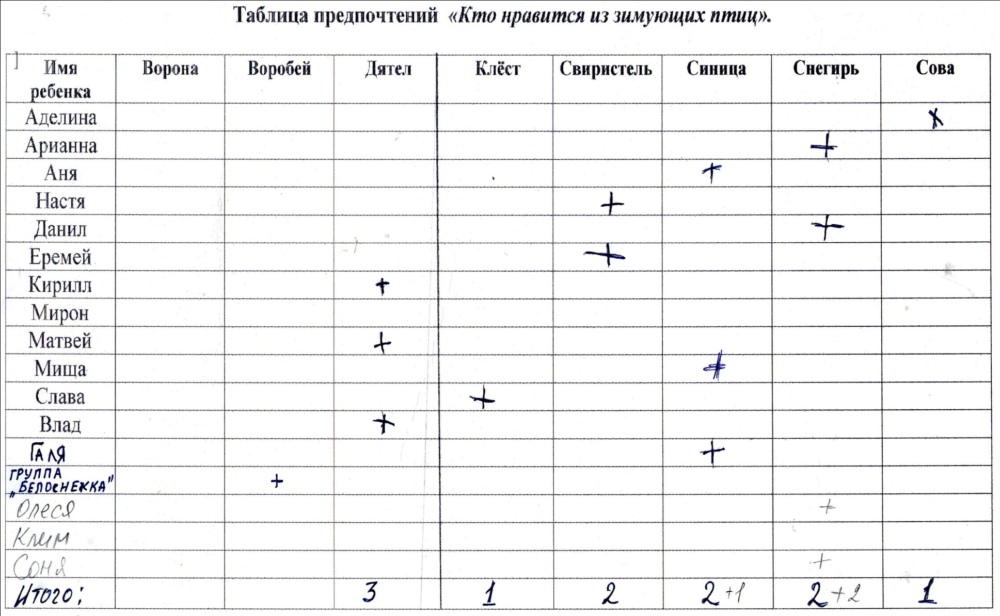 Таблица предпочтений «Кто нравится из зимующих птиц».
Имя ребенка Ворона Воробей Дятел Клёст Свиристель Синица Снегирь Сова
Аделина +
Арианна +
Аня +
Настя +
Данил +
Еремей +
Кирилл +
Мирон
Матвей +
Миша +
Слава +
Влад +
ГАЛЯ +
ГРУППА
„БЕЛОСНЕЖКА" +
Олеся +
Клим
Соня +
Итого: 3 1 2 2+1 2+2 1